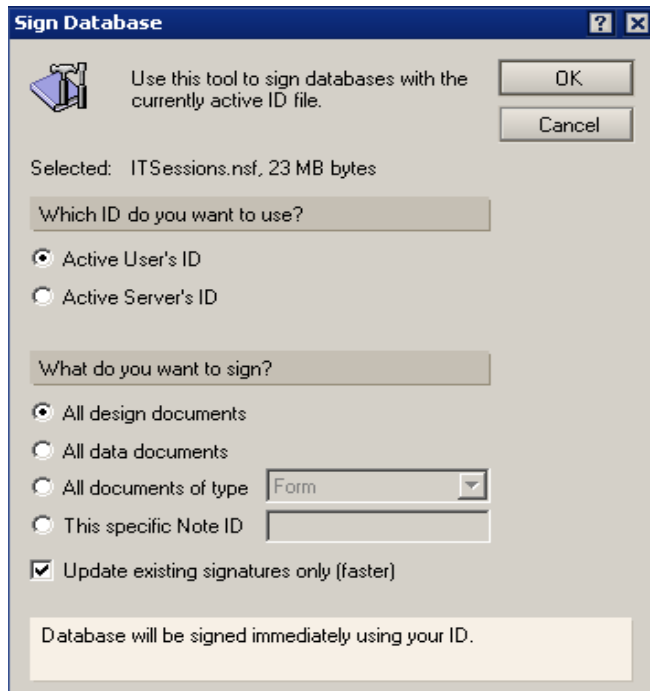 Sign Database
Use this tool to sign databases with the
currently active ID file.
OK
Cancel
Selected: ITSessions.nsf, 23 MB bytes
Which ID do you want to use?
Active User's ID
Active Server's ID
What do you want to sign?
All design documents
All data documents
All documents of type Form
This specific Note ID
Update existing signatures only (faster)
Database will be signed immediately using your ID.